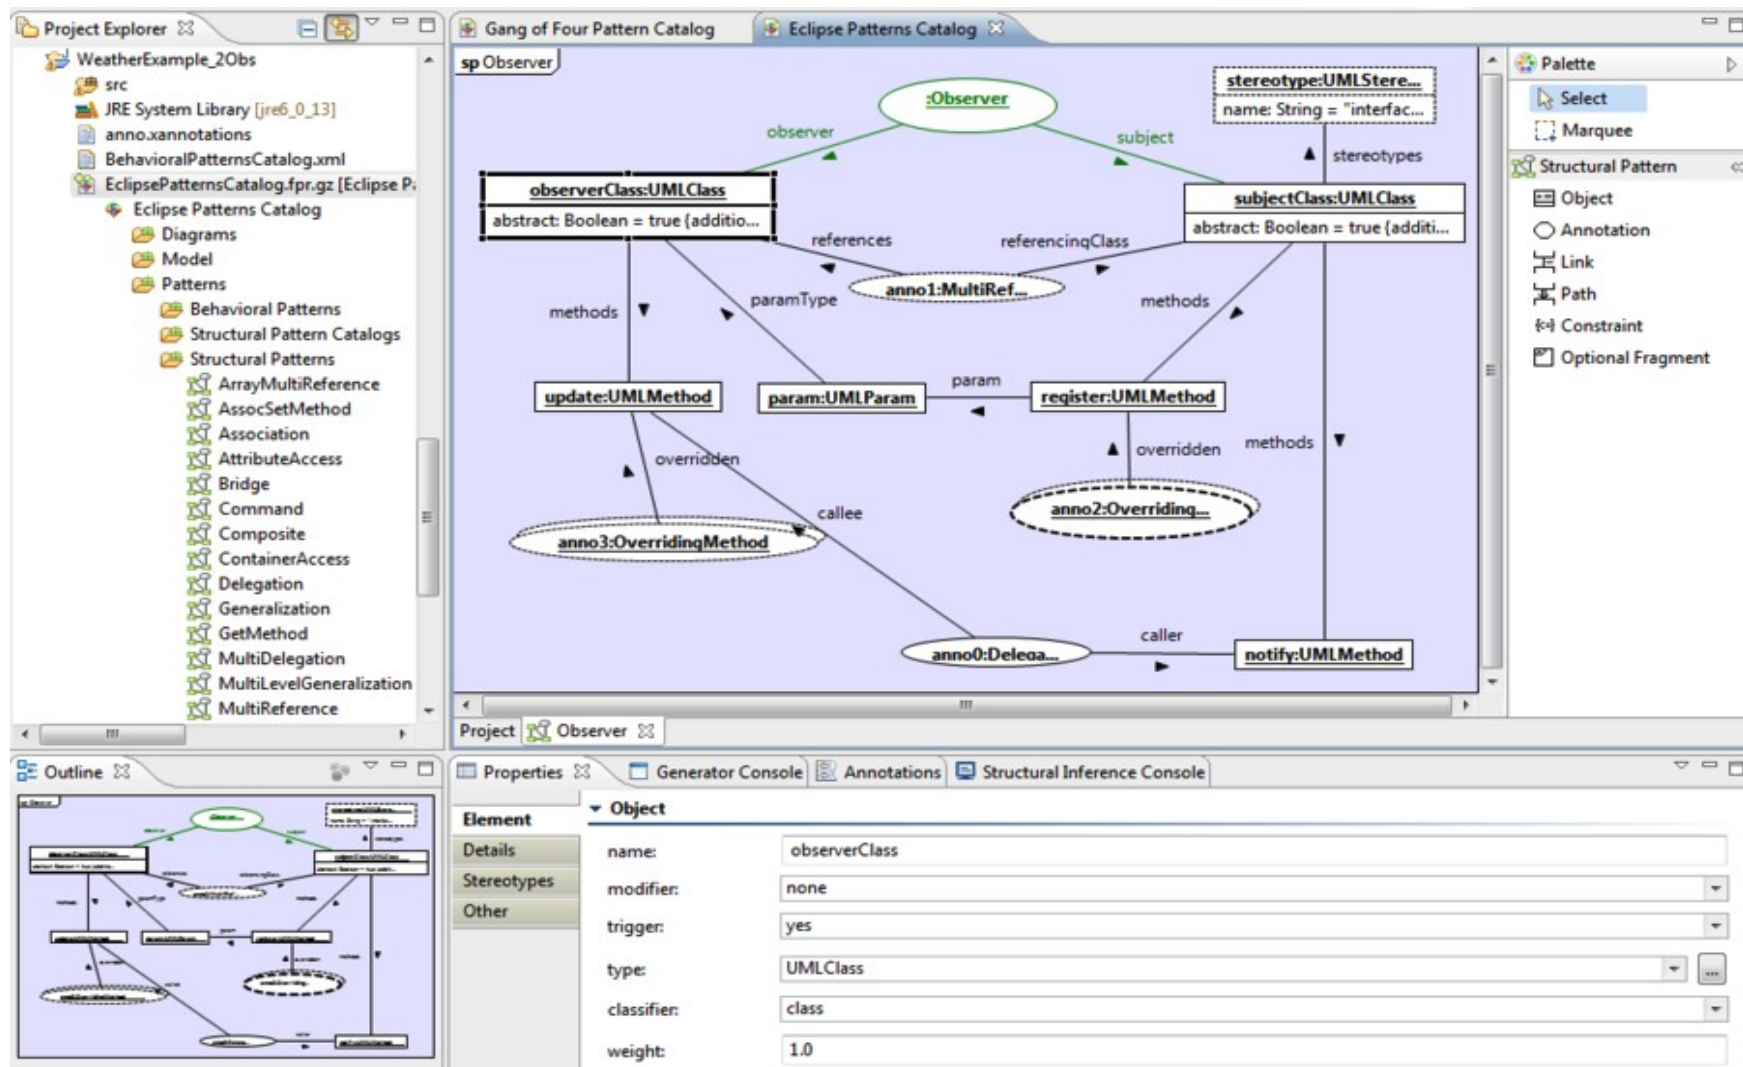 Project Explorer
WeatherExample_2Obs
src
JRE System Library [jre6_0_13]
anno.xannotations
BehavioralPatternsCatalog.xml
EclipsePatternsCatalog.fpr.gz [Eclipse Pa
Eclipse Patterns Catalog
Diagrams
Model
Patterns
Behavioral Patterns
Structural Pattern Catalogs
Structural Patterns
ArrayMultiReference
AssocSetMethod
Association
AttributeAccess
Bridge
Command
Composite
ContainerAccess
Delegation
Generalization
GetMethod
MultiDelegation
MultiLevelGeneralization
MultiReference
Gang of Four Pattern Catalog
Eclipse Patterns Catalog
sp Observer
:Observer
observer
subject
stereotype:UMLStere...
name: String = "interfac...
stereotypes
observerClass:UMLClass
abstract: Boolean = true {additio...
subjectClass:UMLClass
abstract: Boolean = true {additi...
references
referencingClass
anno1:MultiRef...
methods
paramType
methods
update:UMLMethod
param:UMLParam
param
register:UMLMethod
overridden
overridden
methods
callee
anno3:OverridingMethod
anno2:Overriding...
anno0:Delega...
caller
notify:UMLMethod
Project
Observer
Palette
Select
Marquee
Structural Pattern
Object
Annotation
Link
Path
Constraint
Optional Fragment
Outline
Properties
Generator Console
Annotations
Structural Inference Console
Element
Details
Stereotypes
Other
Object
name:
observerClass
modifier:
none
trigger:
yes
type:
UMLClass
...
classifier:
class
weight:
1.0